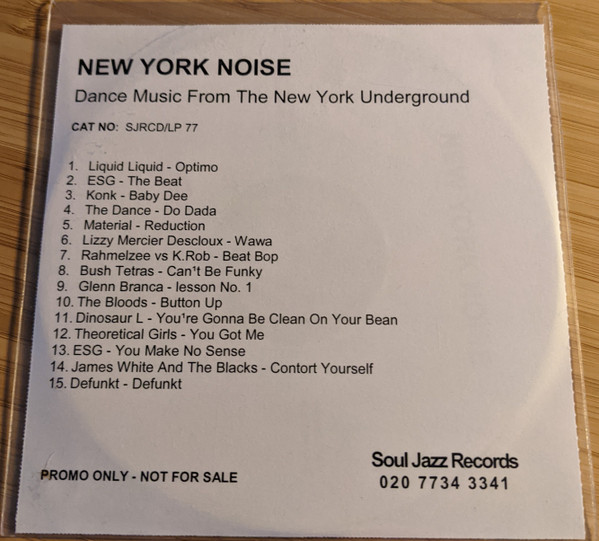 NEW YORK NOISE
Dance Music From The New York Underground
CAT NO: SJRCD/LP 77
1. Liquid Liquid - Optimo
2. ESG - The Beat
3. Konk - Baby Dee
4. The Dance - Do Dada
5. Material - Reduction
6. Lizzy Mercier Descloux - Wawa
7. Rahmelzee vs K.Rob - Beat Bop
8. Bush Tetras - Can¹t Be Funky
9. Glenn Branca - lesson No. 1
10. The Bloods - Button Up
11. Dinosaur L - You¹re Gonna Be Clean On Your Bean
12. Theoretical Girls - You Got Me
13. ESG - You Make No Sense
14. James White And The Blacks - Contort Yourself
15. Defunkt - Defunkt
PROMO ONLY - NOT FOR SALE
Soul Jazz Records
020 7734 3341